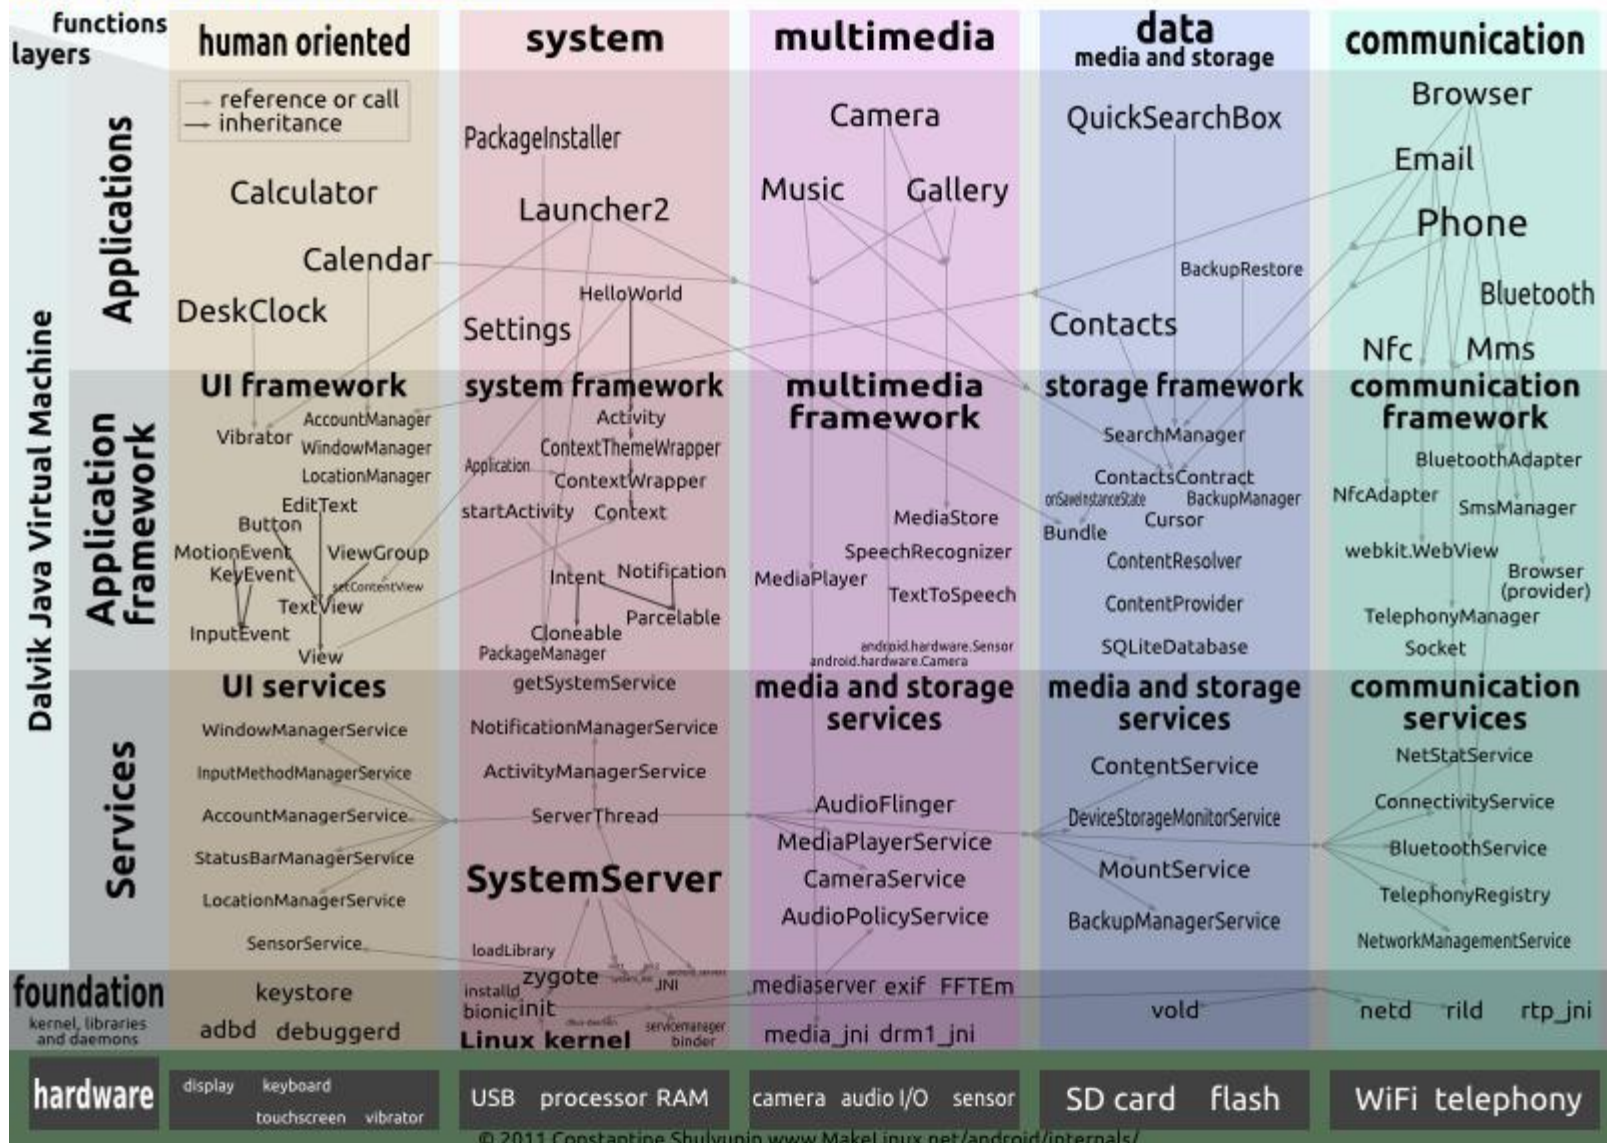 functions
layers
human oriented
system
multimedia
data
media and storage
communication
Dalvik Java Virtual Machine
Applications
reference or call
inheritance
Calculator
Calendar
DeskClock
PackageInstaller
Launcher2
HelloWorld
Settings
Camera
Music
Gallery
QuickSearchBox
BackupRestore
Contacts
Browser
Email
Phone
Bluetooth
Nfc
Mms
Application
framework
UI framework
AccountManager
Vibrator
WindowManager
LocationManager
EditText
Button
MotionEvent
ViewGroup
KeyEvent
setContentView
TextView
InputEvent
View
system framework
Activity
ContextThemeWrapper
Application
ContextWrapper
startActivity
Context
Intent
Notification
Parcelable
Cloneable
PackageManager
multimedia
framework
MediaStore
SpeechRecognizer
MediaPlayer
TextToSpeech
android.hardware.Sensor
android.hardware.Camera
storage framework
SearchManager
ContactsContract
onSaveInstanceState
BackupManager
Cursor
Bundle
ContentResolver
ContentProvider
SQLiteDatabase
communication
framework
BluetoothAdapter
NfcAdapter
SmsManager
webkit.WebView
Browser
(provider)
TelephonyManager
Socket
Services
UI services
WindowManagerService
InputMethodManagerService
AccountManagerService
StatusBarManagerService
LocationManagerService
SensorService
getSystemService
NotificationManagerService
ActivityManagerService
ServerThread
SystemServer
loadLibrary
media and storage
services
AudioFlinger
MediaPlayerService
CameraService
AudioPolicyService
media and storage
services
ContentService
DeviceStorageMonitorService
MountService
BackupManagerService
communication
services
NetStatService
ConnectivityService
BluetoothService
TelephonyRegistry
NetworkManagementService
foundation
kernel, libraries
and daemons
keystore
adbd debuggerd
zygote
JNI
installd
bionic
init
servicemanager
binder
Linux kernel
mediaserver exif FFTEm
media_jni drm1_jni
vold
netd rild rtp_jni
hardware
display keyboard
touchscreen vibrator
USB processor RAM
camera audio I/O sensor
SD card flash
WiFi telephony
© 2011 Constantine Shulyupin www.MakeLinux.net/android/internals/